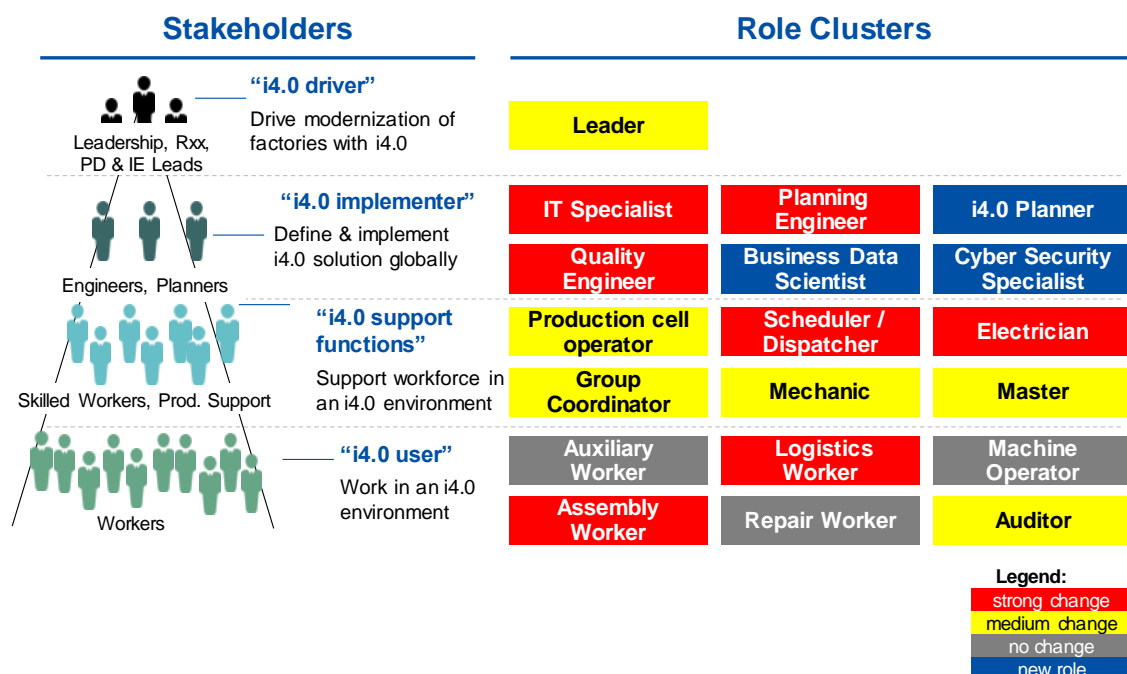 Stakeholders
Role Clusters
“i4.0 driver”
Drive modernization of
factories with i4.0
Leadership, Rxx,
PD & IE Leads
Leader
“i4.0 implementer”
Define & implement
i4.0 solution globally
Engineers, Planners
IT Specialist
Planning
Engineer
i4.0 Planner
Quality
Engineer
Business Data
Scientist
Cyber Security
Specialist
“i4.0 support
functions”
Support workforce in
an i4.0 environment
Skilled Workers, Prod. Support
Production cell
operator
Scheduler /
Dispatcher
Electrician
Group
Coordinator
Mechanic
Master
“i4.0 user”
Work in an i4.0
environment
Workers
Auxiliary
Worker
Logistics
Worker
Machine
Operator
Assembly
Worker
Repair Worker
Auditor
Legend:
strong change
medium change
no change
new role